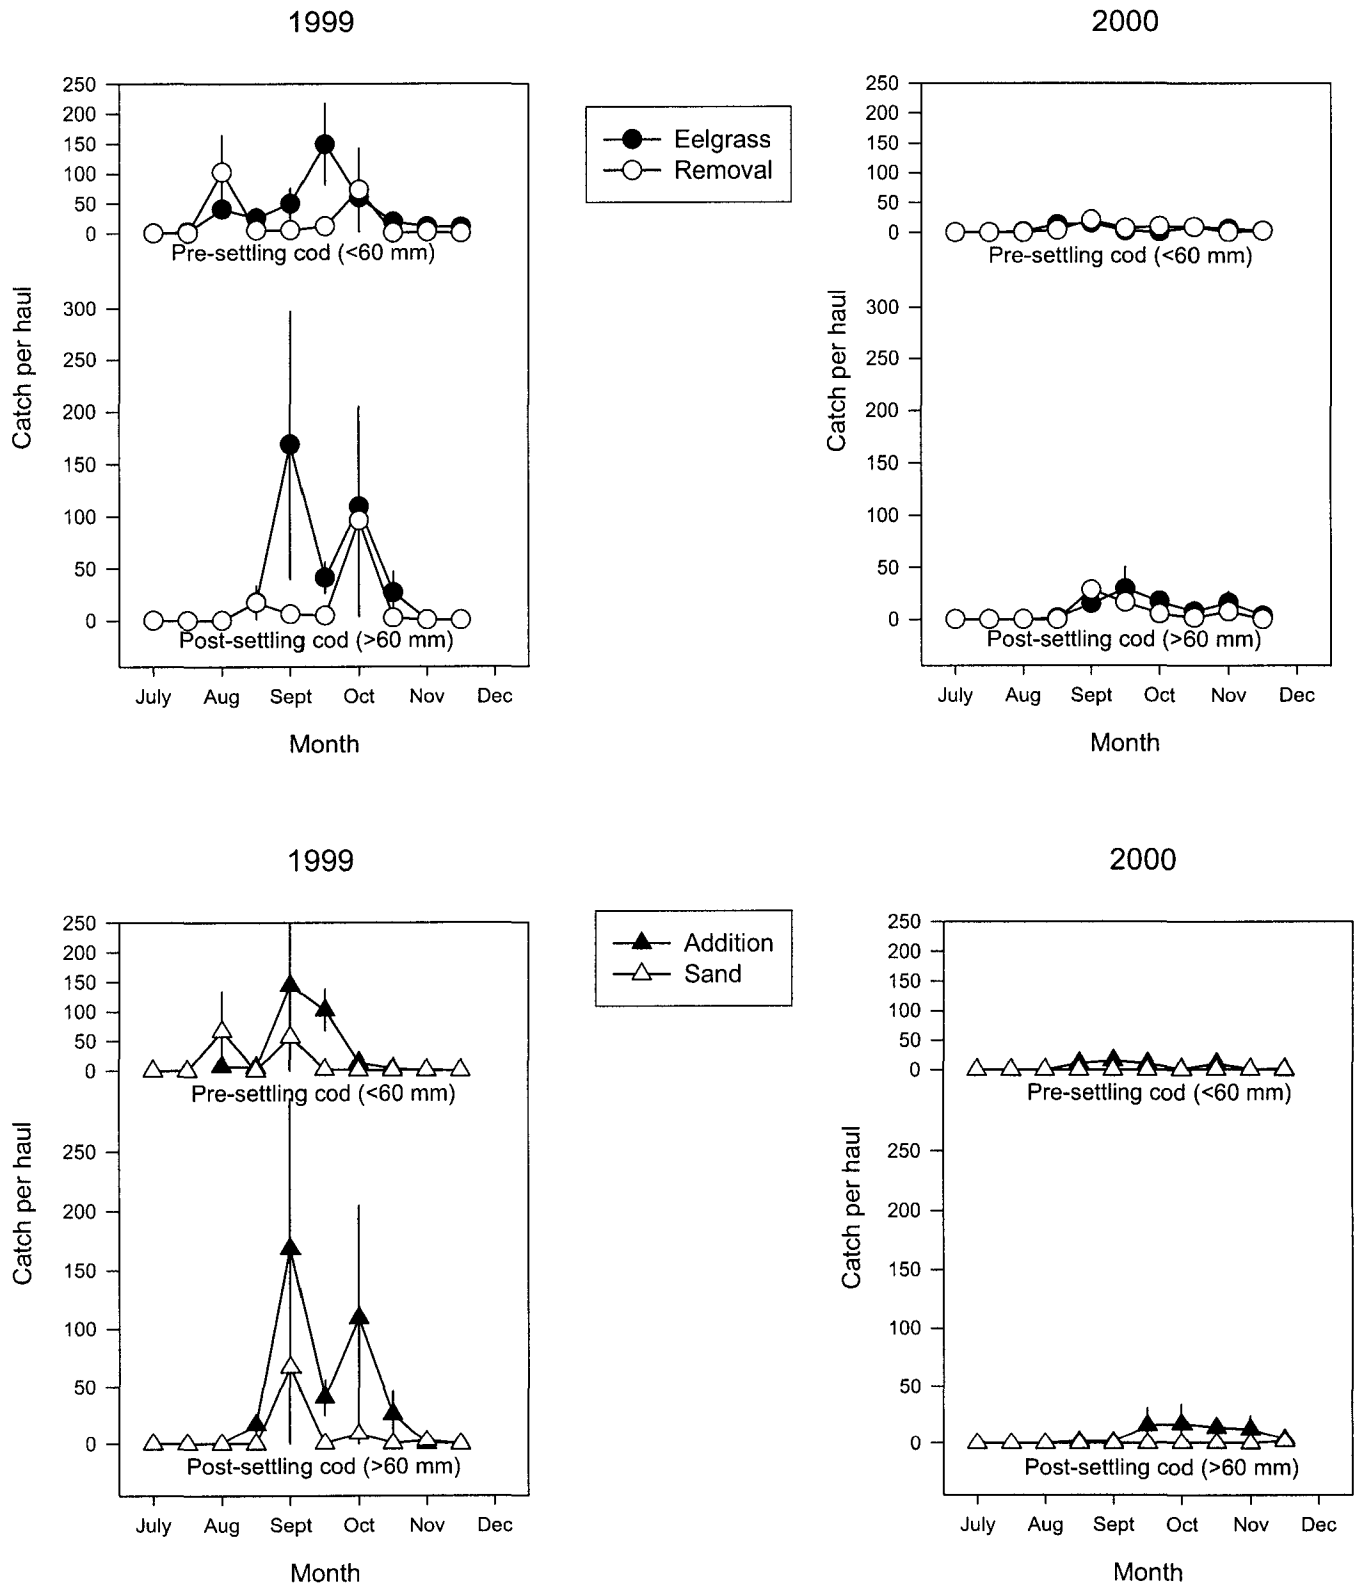 1999
250
200
150
100
50
0
Pre-settling cod (<60 mm)
300
250
200
150
100
50
0
Post-settling cod (>60 mm)
Catch per haul
July Aug Sept Oct Nov Dec
Month
Eelgrass
Removal
2000
250
200
150
100
50
0
Pre-settling cod (<60 mm)
300
250
200
150
100
50
0
Post-settling cod (>60 mm)
Catch per haul
July Aug Sept Oct Nov Dec
Month
1999
250
200
150
100
50
0
Pre-settling cod (<60 mm)
250
200
150
100
50
0
Post-settling cod (>60 mm)
Catch per haul
July Aug Sept Oct Nov Dec
Month
Addition
Sand
2000
250
200
150
100
50
0
Pre-settling cod (<60 mm)
250
200
150
100
50
0
Post-settling cod (>60 mm)
Catch per haul
July Aug Sept Oct Nov Dec
Month